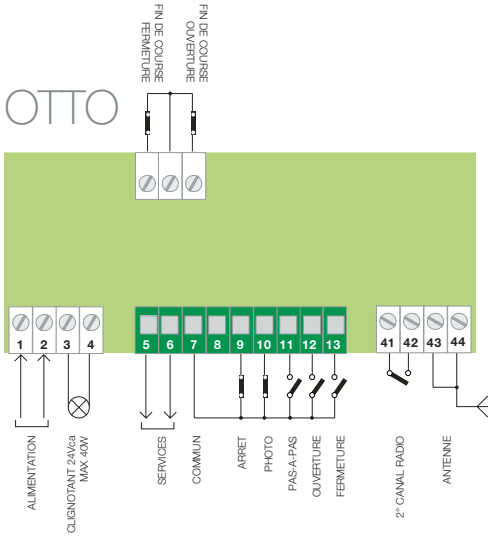 FIN DE COURSE
FERMETURE
FIN DE COURSE
OUVERTURE
OTTO
1 2 3 4
5 6 7 8 9 10 11 12 13
41 42 43 44
ALIMENTATION
CLIGNOTANT 24Vca
MAX 40W
SERVICES
COMMUN
ARRET
PHOTO
PAS-A-PAS
OUVERTURE
FERMETURE
2° CANAL RADIO
ANTENNE